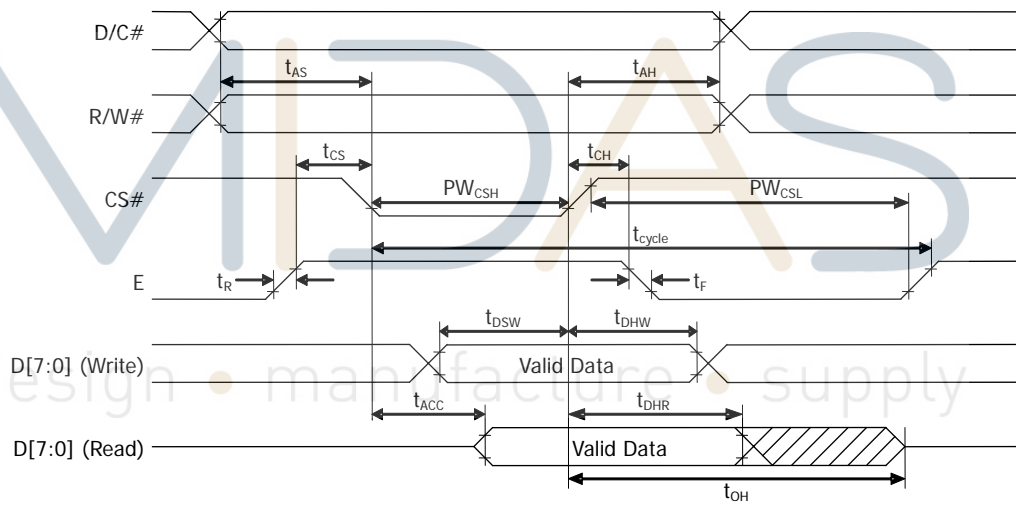 D/C#
tAS
tAH
R/W#
tCS
tCH
CS#
PWCSH
PWCSL
tcycle
E
tR
tF
tDSW
tDHW
D[7:0] (Write)
Valid Data
tACC
tDHR
D[7:0] (Read)
Valid Data
tOH
MIDAS
esign • manufacture • supply